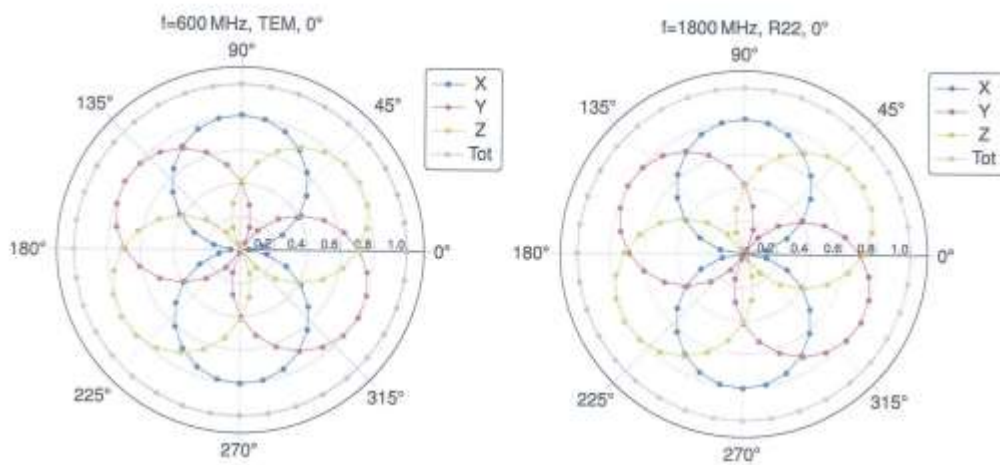 f=600 MHz, TEM, 0°
90°
135°
45°
X
Y
Z
Tot
180°
0.2 0.4 0.6 0.8 1.0
0°
225°
315°
270°
f=1800 MHz, R22, 0°
90°
135°
45°
X
Y
Z
Tot
180°
0.2 0.4 0.6 0.8 1.0
0°
225°
315°
270°